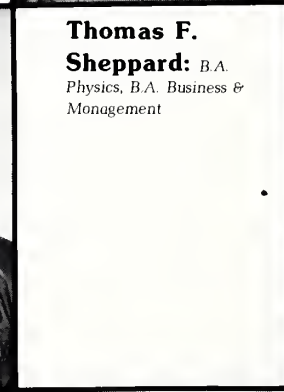 Thomas F.
Sheppard: B.A.
Physics, B.A. Business &
Management